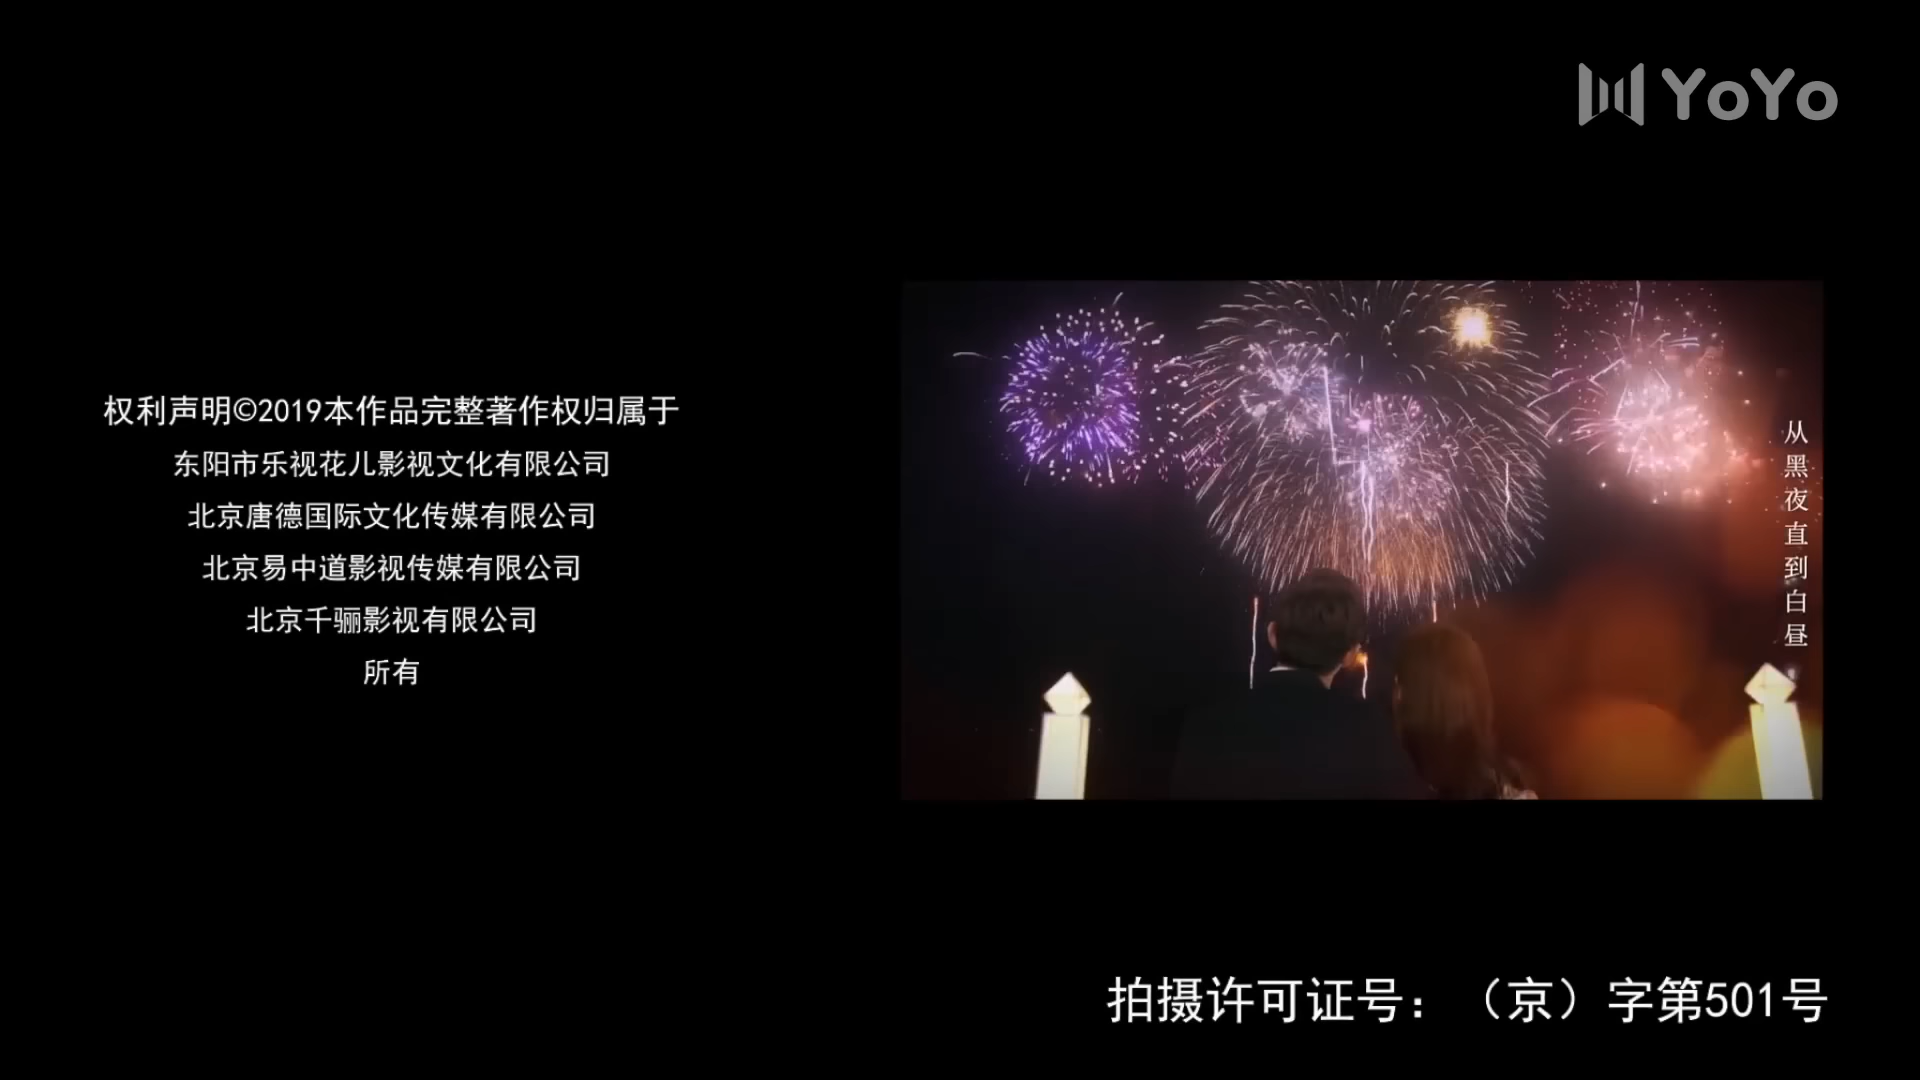 YoYo
权利声明©2019本作品完整著作权归属于
东阳市乐视花儿影视文化有限公司
北京唐德国际文化传媒有限公司
北京易中道影视传媒有限公司
北京千骊影视有限公司
所有
从黑夜直到白昼
拍摄许可证号：（京）字第501号